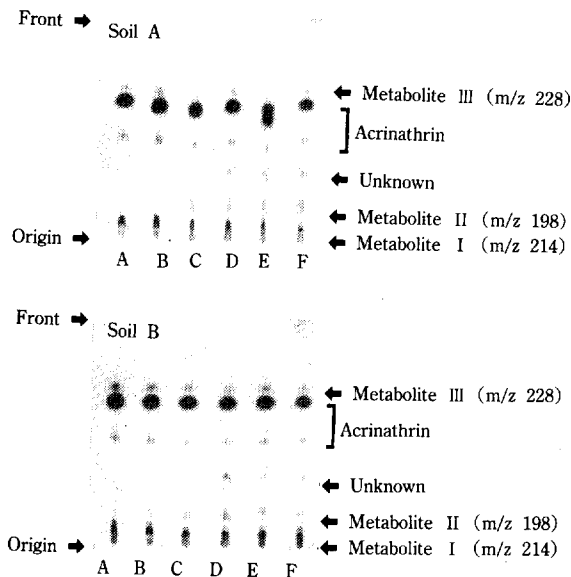 Front →
Soil A
← Metabolite III (m/z 228)
] Acrinathrin
← Unknown
← Metabolite II (m/z 198)
Origin →
← Metabolite I (m/z 214)
A B C D E F
Front →
Soil B
← Metabolite III (m/z 228)
] Acrinathrin
← Unknown
← Metabolite II (m/z 198)
Origin →
← Metabolite I (m/z 214)
A B C D E F